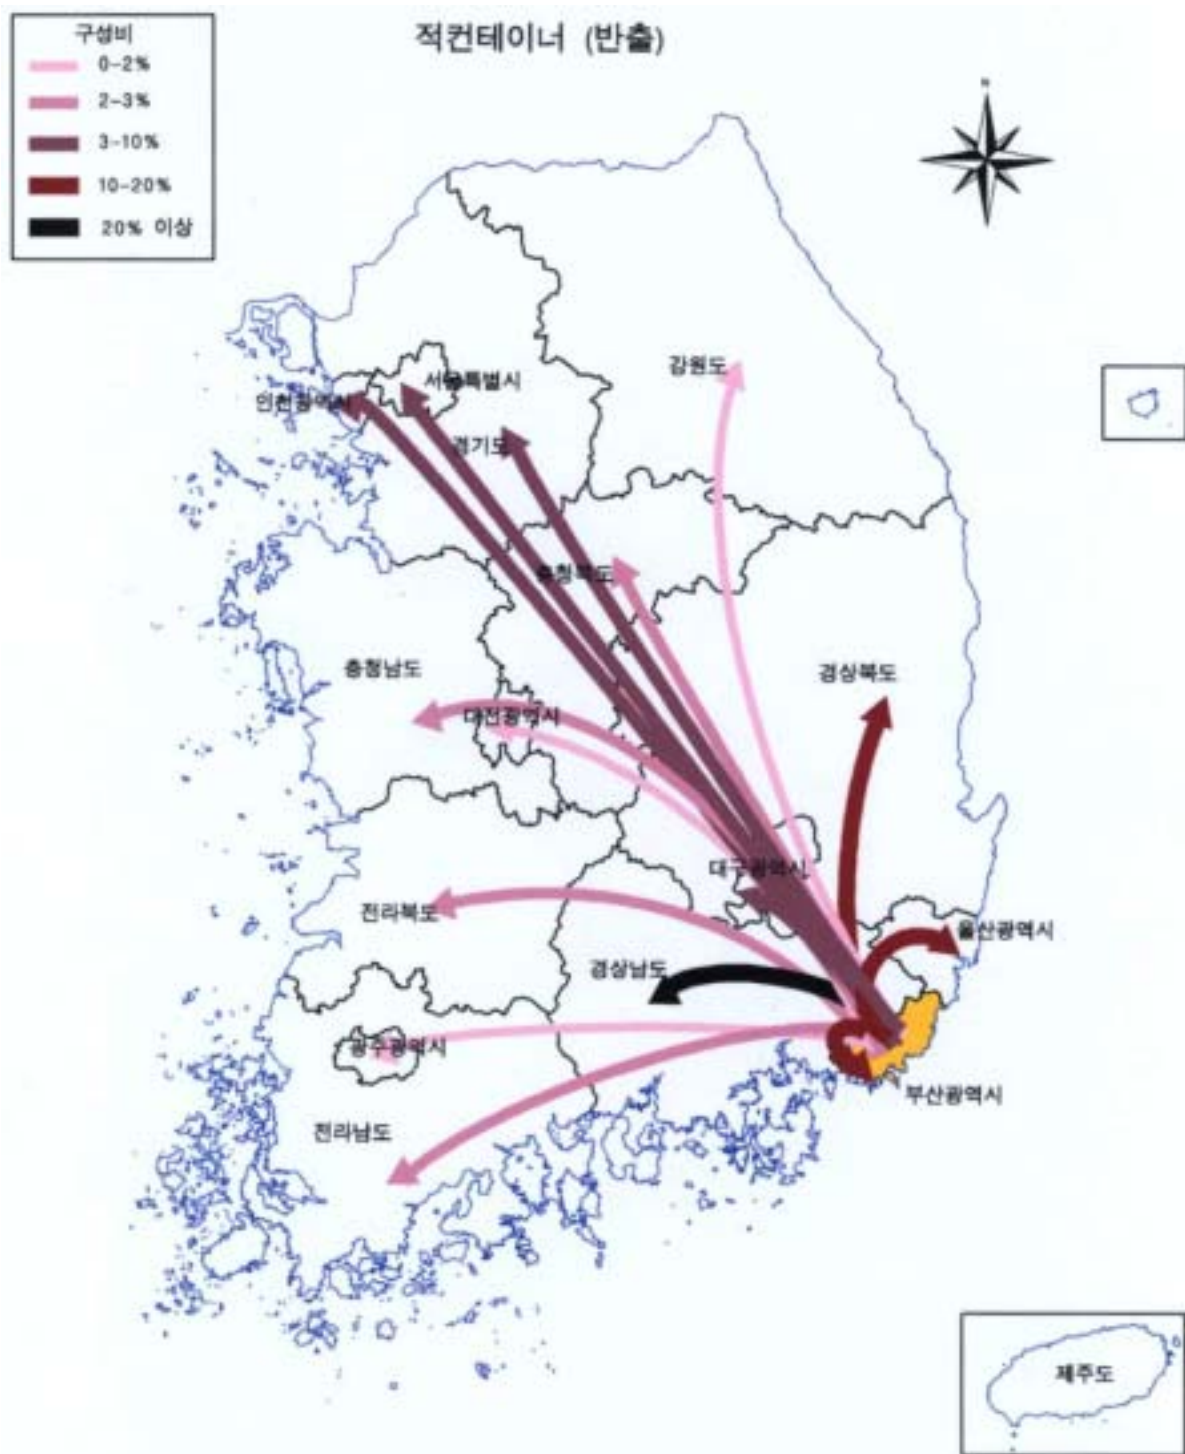 적컨테이너 (반출)
구성비
0-2%
2-3%
3-10%
10-20%
20% 이상
N
강원도
서울특별시
인천광역시
경기도
충청북도
충청남도
경상북도
대전광역시
대구광역시
전라북도
울산광역시
경상남도
광주광역시
부산광역시
전라남도
제주도